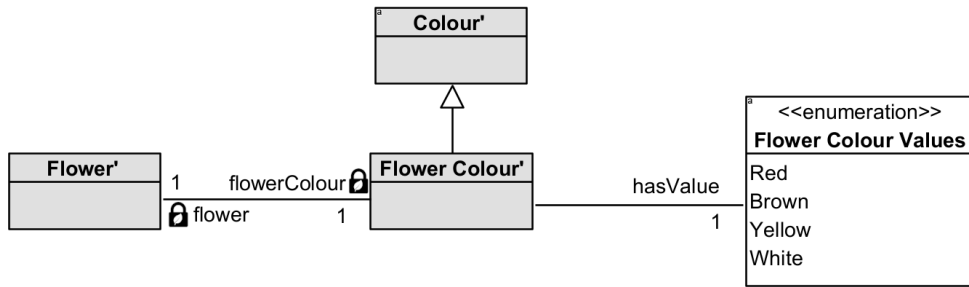 a
Colour'
a
<<enumeration>>
Flower Colour Values
Red
Brown
Yellow
White
Flower'
Flower Colour'
1
flowerColour
flower
1
hasValue
1